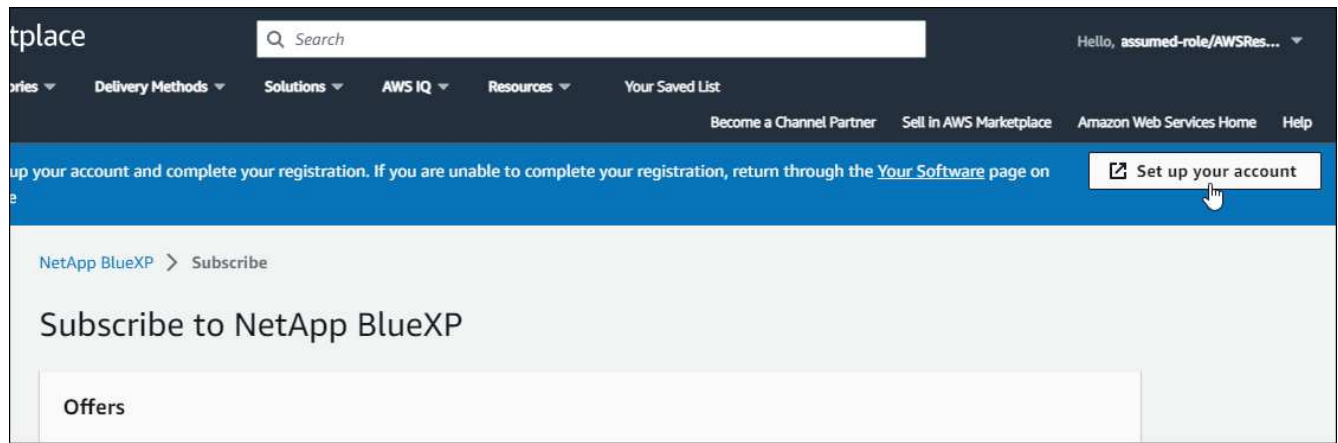 tplace
Search
Hello, assumed-role/AWSRes...
ories
Delivery Methods
Solutions
AWS IQ
Resources
Your Saved List
Become a Channel Partner
Sell in AWS Marketplace
Amazon Web Services Home
Help
up your account and complete your registration. If you are unable to complete your registration, return through the Your Software page on
e
Set up your account
NetApp BlueXP > Subscribe
Subscribe to NetApp BlueXP
Offers